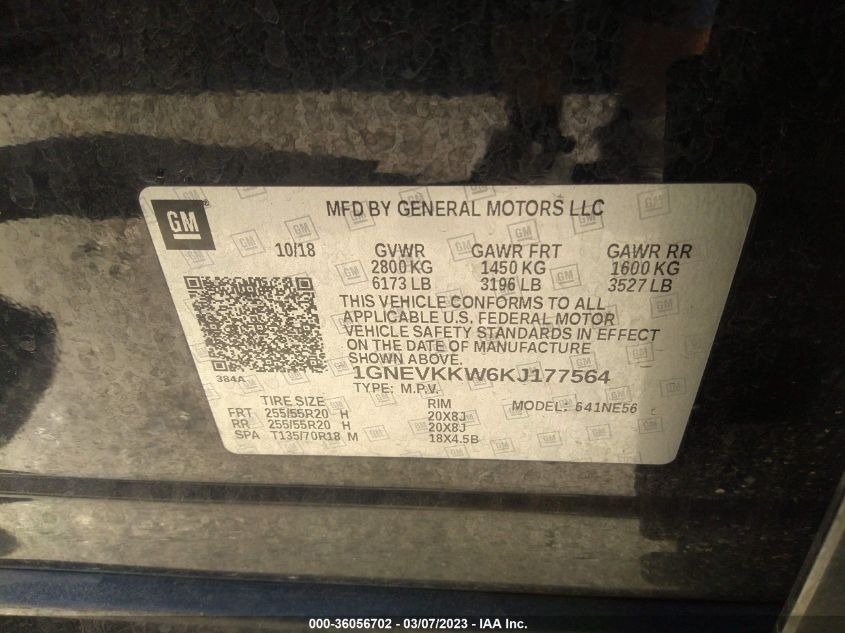 GM
MFD BY GENERAL MOTORS LLC
10/18 GVWR GAWR FRT GAWR RR
2800 KG 1450 KG 1600 KG
6173 LB 3196 LB 3527 LB
THIS VEHICLE CONFORMS TO ALL
APPLICABLE U.S. FEDERAL MOTOR
VEHICLE SAFETY STANDARDS IN EFFECT
ON THE DATE OF MANUFACTURE
SHOWN ABOVE.
384A
1GNEVKKW6KJ177564
TYPE: M.P.V.
TIRE SIZE RIM MODEL: 641NE56
FRT 255/55R20 H 20X8J
RR 255/55R20 H 20X8J
SPA T135/70R18 M 18X4.5B
000-36056702 - 03/07/2023 - IAA Inc.